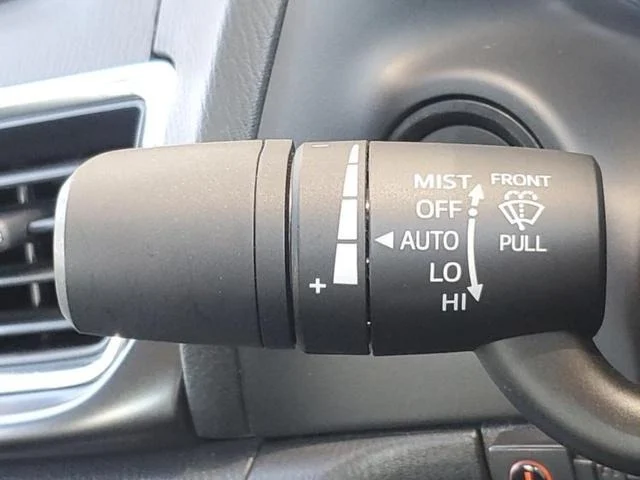 MIST
OFF
AUTO
LO
HI
FRONT
PULL
-
+